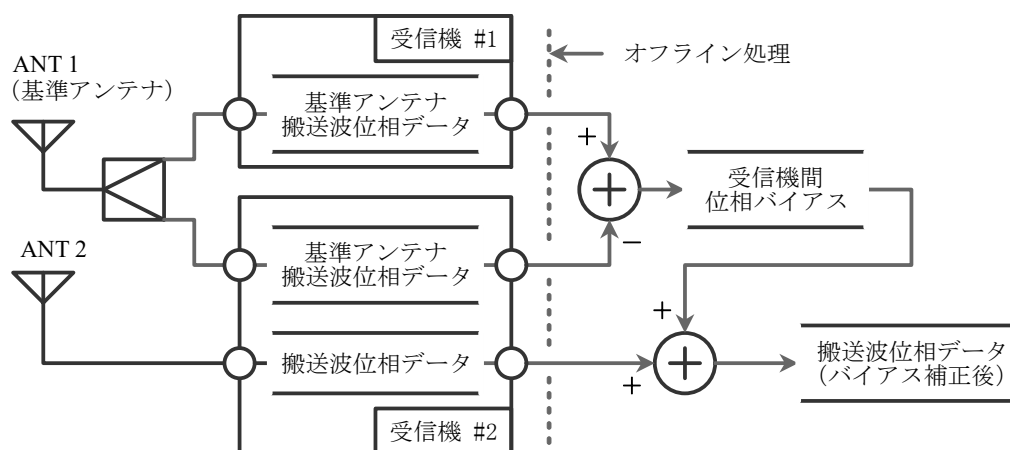 受信機 #1
オフライン処理
ANT 1
（基準アンテナ）
基準アンテナ
搬送波位相データ
+
受信機間
位相バイアス
−
ANT 2
基準アンテナ
搬送波位相データ
+
搬送波位相データ
+
搬送波位相データ
（バイアス補正後）
受信機 #2